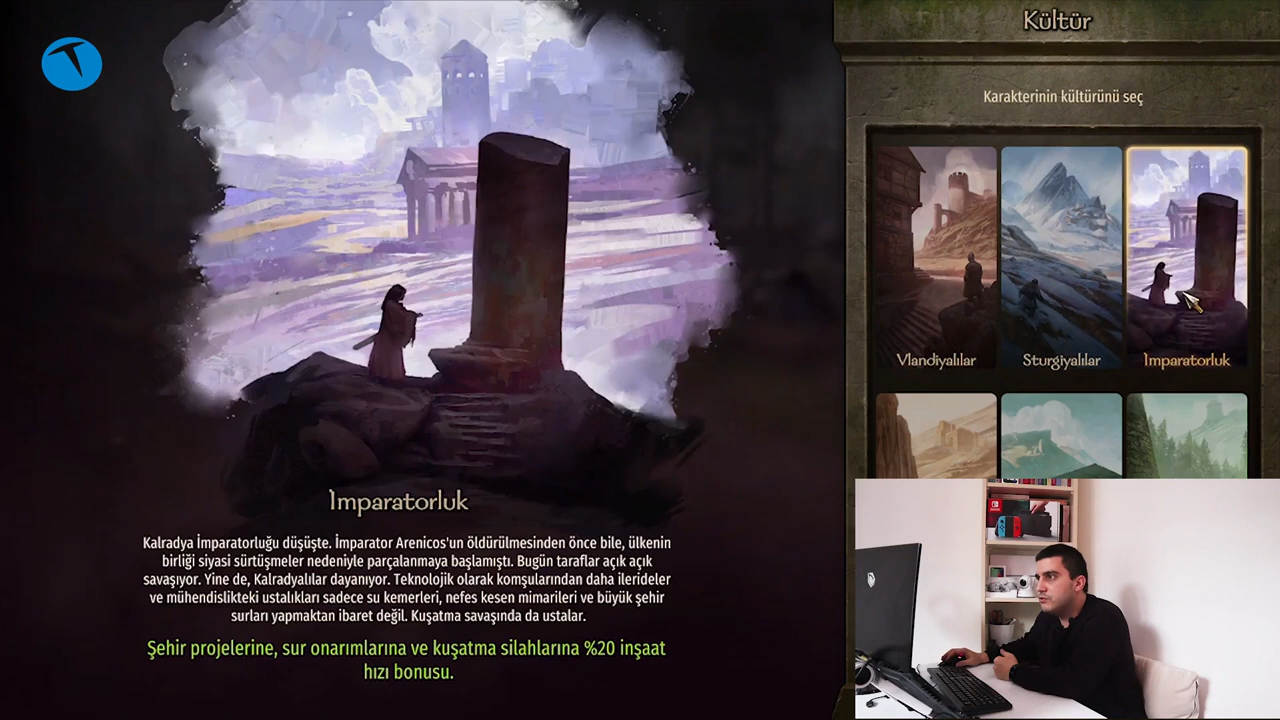 Kültür
Karakterinin kültürünü seç
Vlandiyalılar
Sturgiyalılar
İmparatorluk
İmparatorluk
Kalradya İmparatorluğu düşüşte. İmparator Arenicos'un öldürülmesinden önce bile, ülkenin
birliği siyasi sürtüşmeler nedeniyle parçalanmaya başlamıştı. Bugün taraflar açık açık
savaşıyor. Yine de, Kalradyalılar dayanıyor. Teknolojik olarak komşularından daha ilerideler
ve mühendislikteki ustalıkları sadece su kemerleri, nefes kesen mimarileri ve büyük şehir
surları yapmaktan ibaret değil. Kuşatma savaşında da ustalar.
Şehir projelerine, sur onarımlarına ve kuşatma silahlarına %20 inşaat
hızı bonusu.